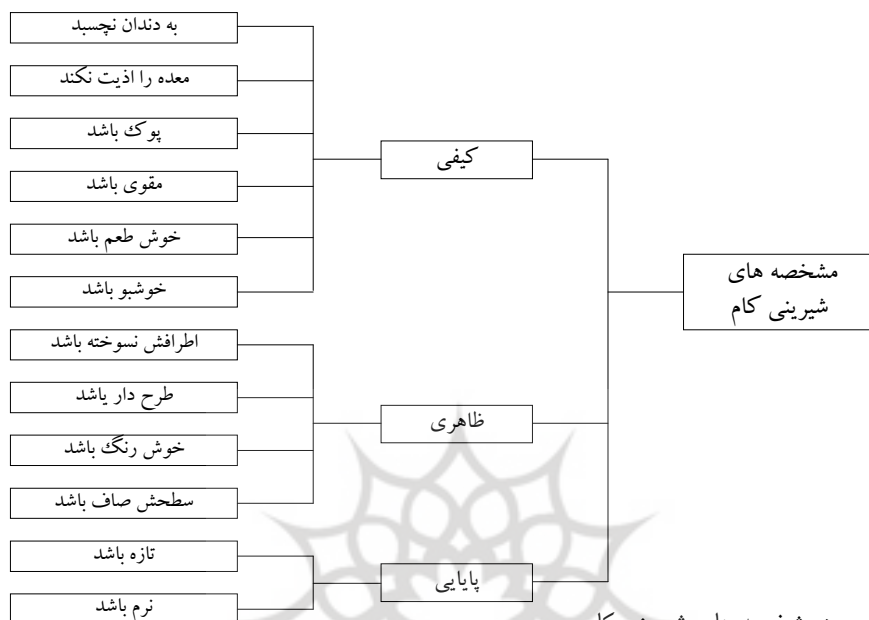 مشخصه های
شیرینی کام
کیفی
به دندان نچسبد
معده را اذیت نکند
پوک باشد
مقوی باشد
خوش طعم باشد
خوشبو باشد
ظاهری
اطرافش نسوخته باشد
طرح دار یاشد
خوش رنگ باشد
سطحش صاف باشد
پایایی
تازه باشد
نرم باشد